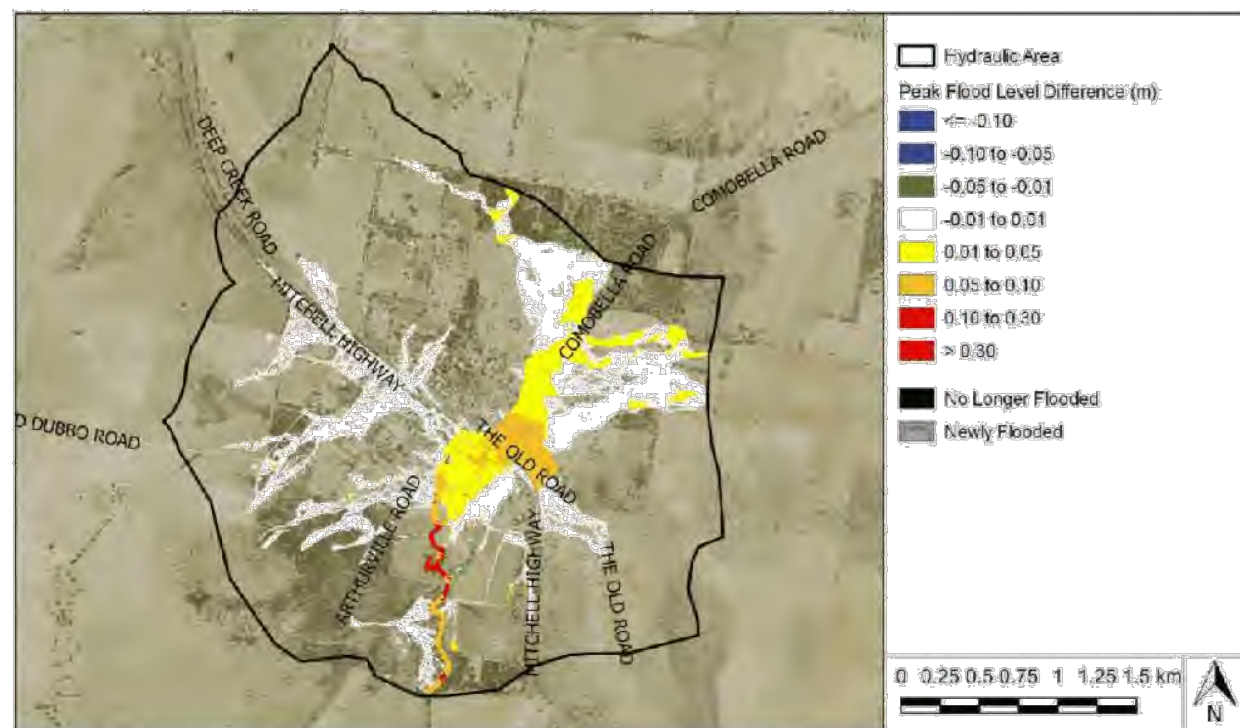 Hydraulic Area
Peak Flood Level Difference (m)
<= -0.10
-0.10 to -0.05
-0.05 to -0.01
-0.01 to 0.01
0.01 to 0.05
0.05 to 0.10
0.10 to 0.30
> 0.30
No Longer Flooded
Newly Flooded
DEEP CREEK ROAD
COMOBELLA ROAD
COMOBELLA ROAD
MITCHELL HIGHWAY
D DUBBO ROAD
THE OLD ROAD
ARTHURVILLE ROAD
MITCHELL HIGHWAY
THE OLD ROAD
0 0.25 0.5 0.75 1 1.25 1.5 km
N